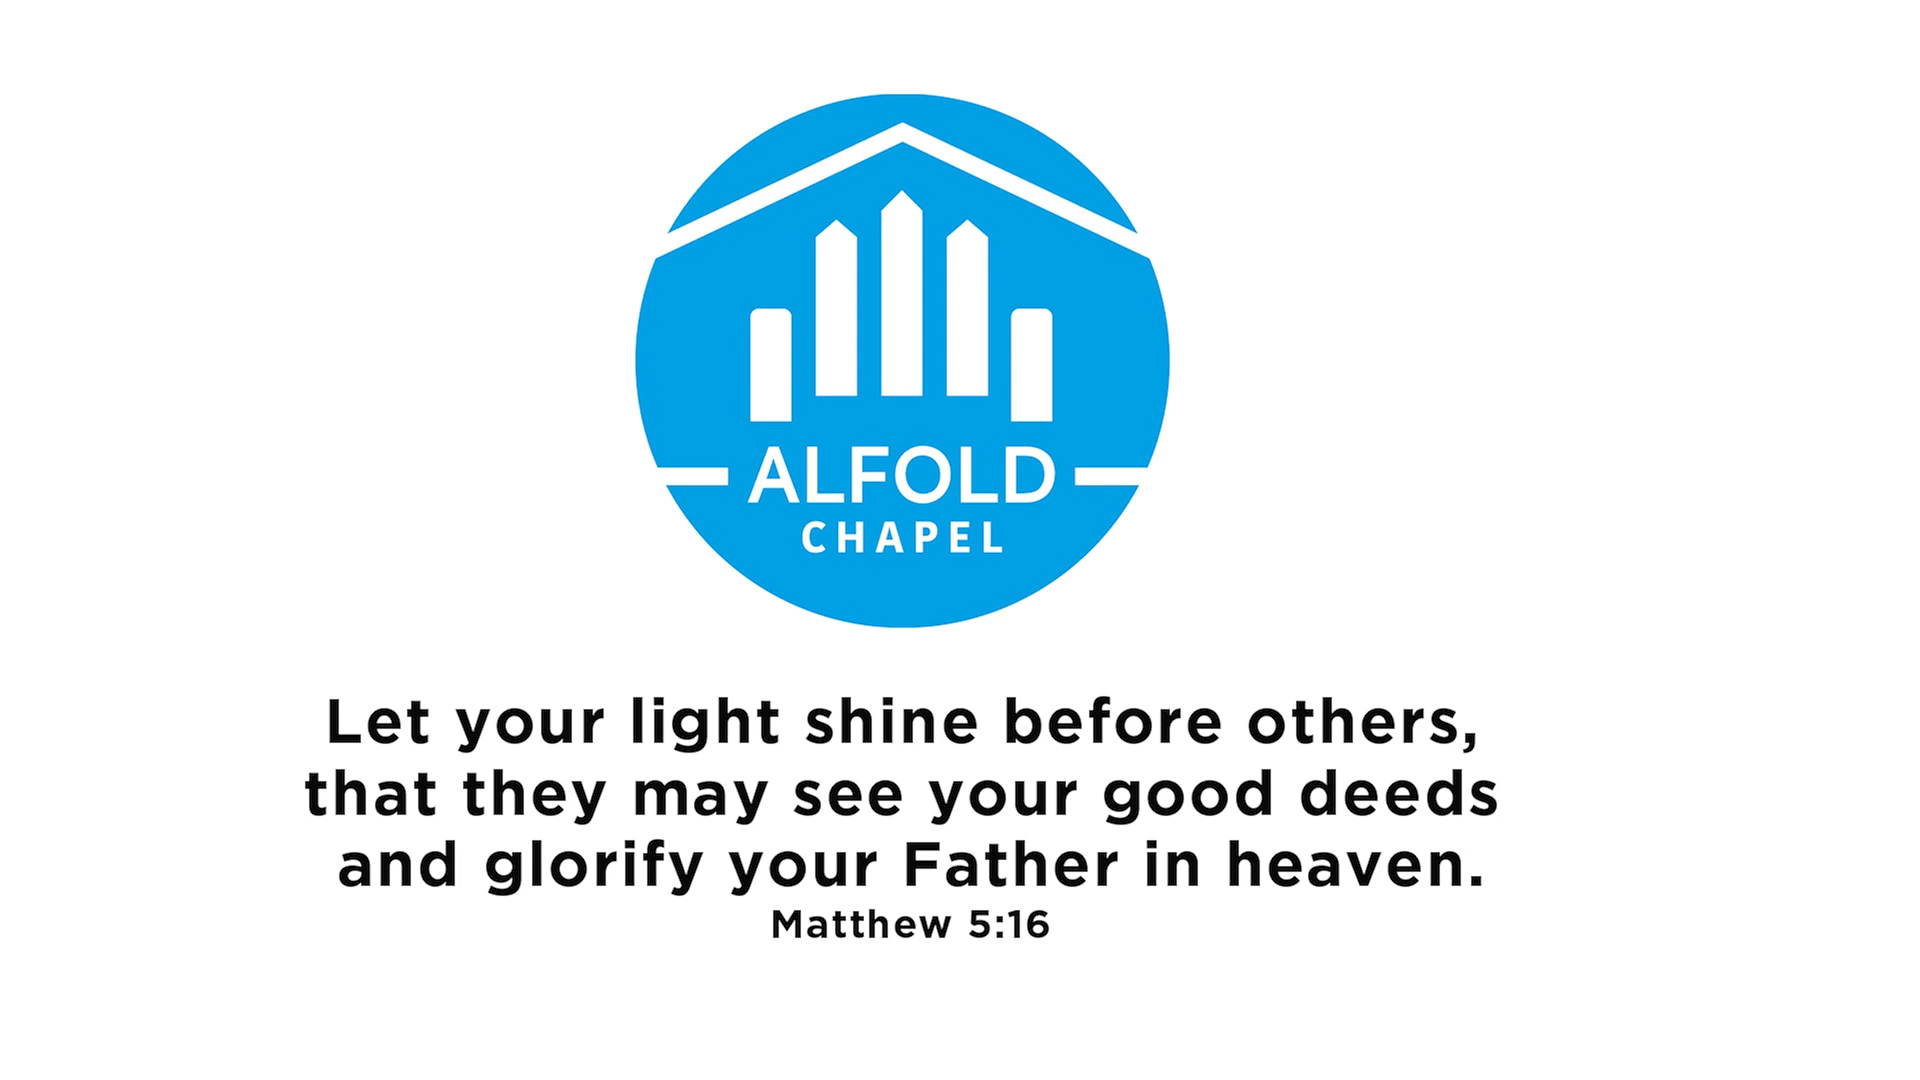 ALFOLD
CHAPEL
Let your light shine before others,
that they may see your good deeds
and glorify your Father in heaven.
Matthew 5:16